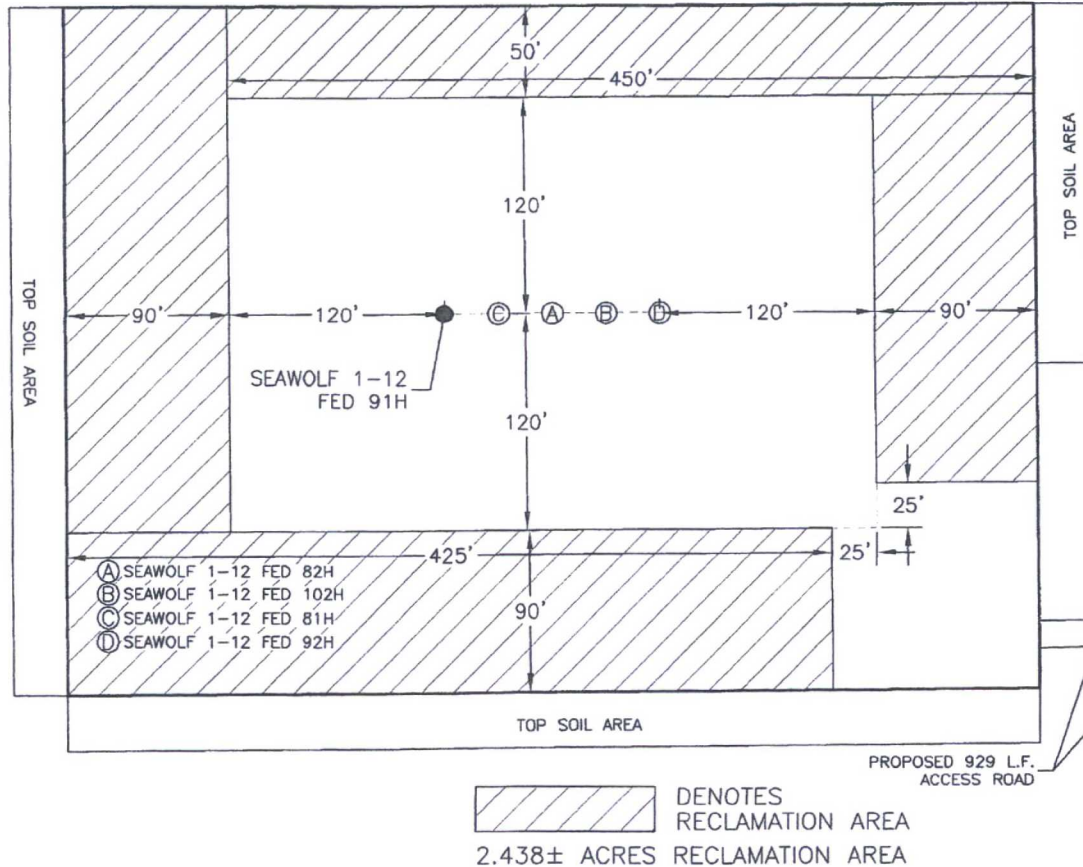 50'
450'
TOP SOIL AREA
120'
TOP SOIL AREA
90'
120'
Ⓒ Ⓐ Ⓑ Ⓓ
120'
90'
SEAWOLF 1-12
FED 91H
120'
25'
425'
25'
Ⓐ SEAWOLF 1-12 FED 82H
Ⓑ SEAWOLF 1-12 FED 102H
Ⓒ SEAWOLF 1-12 FED 81H
Ⓓ SEAWOLF 1-12 FED 92H
90'
TOP SOIL AREA
PROPOSED 929 L.F.
ACCESS ROAD
DENOTES
RECLAMATION AREA
2.438± ACRES RECLAMATION AREA